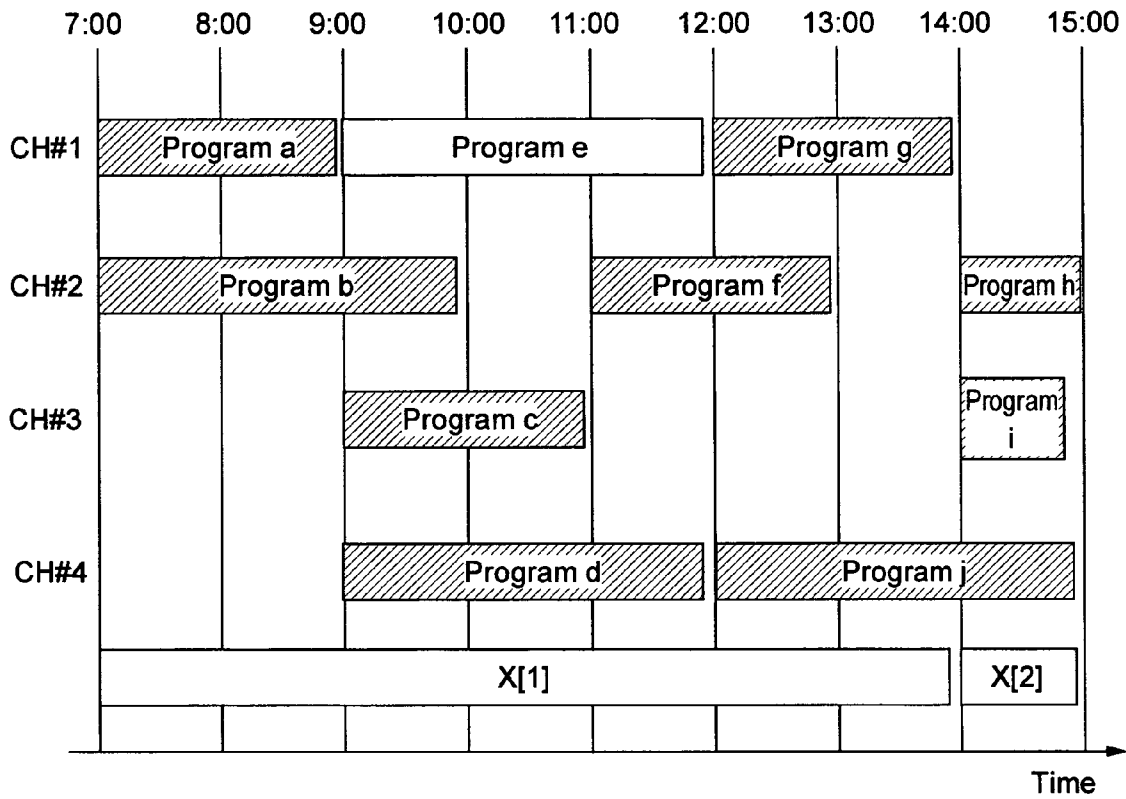 7:00 8:00 9:00 10:00 11:00 12:00 13:00 14:00 15:00
CH#1 Program a Program e Program g
CH#2 Program b Program f Program h
CH#3 Program c Program
i
CH#4 Program d Program j
X[1] X[2]
Time